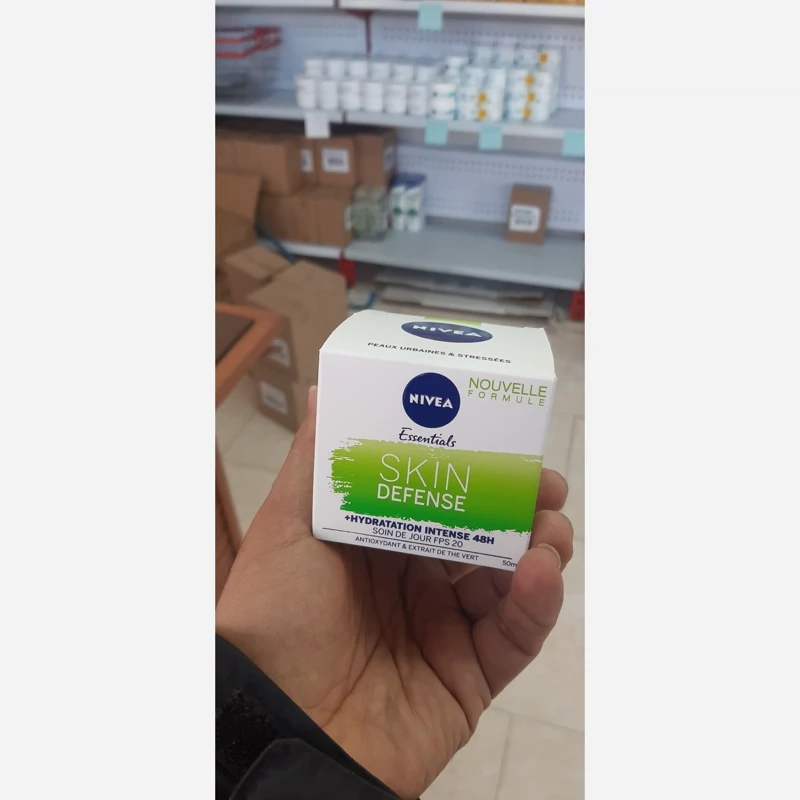 NIVEA
PEAUX URBAINES & STRESSÉES
NIVEA
NOUVELLE
FORMULE
Essentials
SKIN
DEFENSE
+HYDRATATION INTENSE 48H
SOIN DE JOUR FPS 20
ANTIOXYDANT & EXTRAIT DE THE VERT
50m